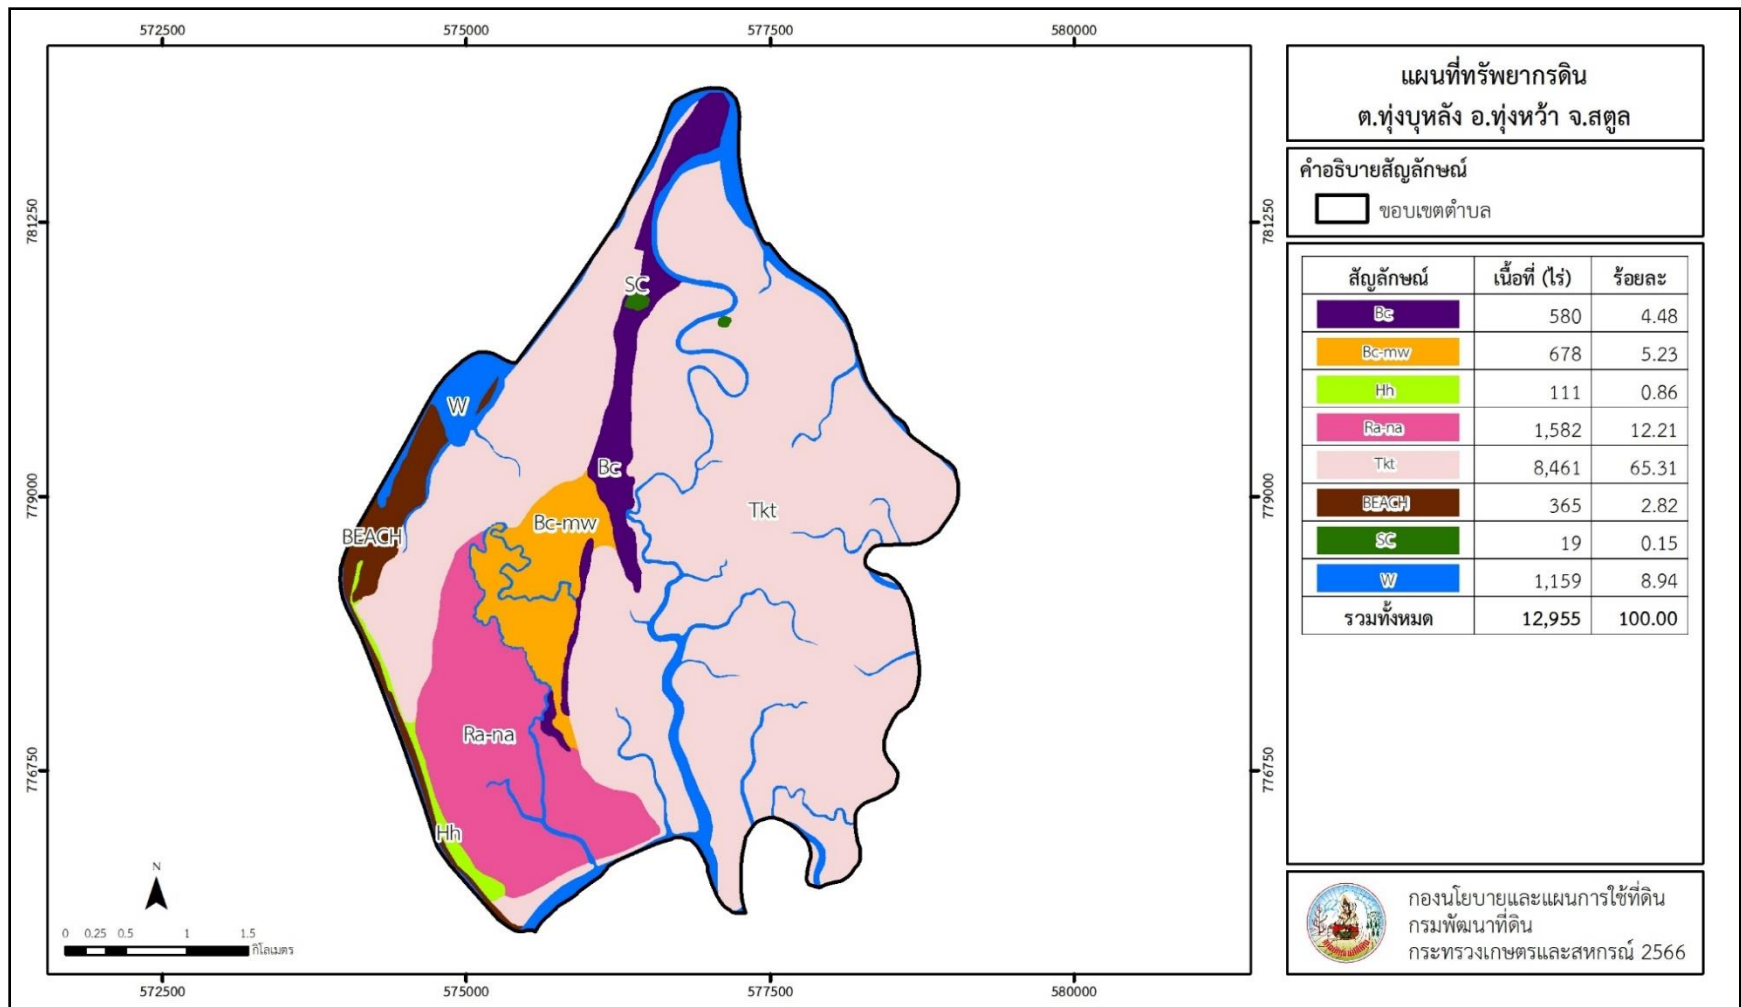 572500 575000 577500 580000
แผนที่ทรัพยากรดิน
ต.ทุ่งบุหลัง อ.ทุ่งหว้า จ.สตูล
คำอธิบายสัญลักษณ์
ขอบเขตตำบล
781250 781250
สัญลักษณ์ เนื้อที่ (ไร่) ร้อยละ
Bc 580 4.48
Bc-mw 678 5.23
Hh 111 0.86
Ra-na 1,582 12.21
Tkt 8,461 65.31
BEACH 365 2.82
SC 19 0.15
W 1,159 8.94
รวมทั้งหมด 12,955 100.00
SC
W
Bc
779000 779000
Tkt
Bc-mw
BEACH
Ra-na
776750 776750
Hh
N
0 0.25 0.5 1 1.5
กิโลเมตร
กองนโยบายและแผนการใช้ที่ดิน
กรมพัฒนาที่ดิน
กระทรวงเกษตรและสหกรณ์ 2566
572500 575000 577500 580000